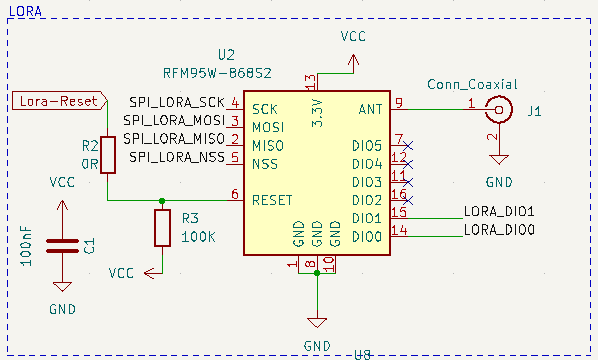 LORA
VCC
U2
RFM95W-868S2
13
3.3V
Conn_Coaxial
Lora-Reset
SPI_LORA_SCK 4 SCK
ANT 9
1
J1
SPI_LORA_MOSI 3 MOSI
2
R2
0R
SPI_LORA_MISO 2 MISO
DIO5 7
SPI_LORA_NSS 5 NSS
DIO4 12
GND
VCC
DIO3 11
6 RESET
DIO2 16
R3
100K
DIO1 15 LORA_DIO1
DIO0 14 LORA_DIO0
100nF
C1
GND
GND
GND
VCC
1
8
10
GND
GND
U8